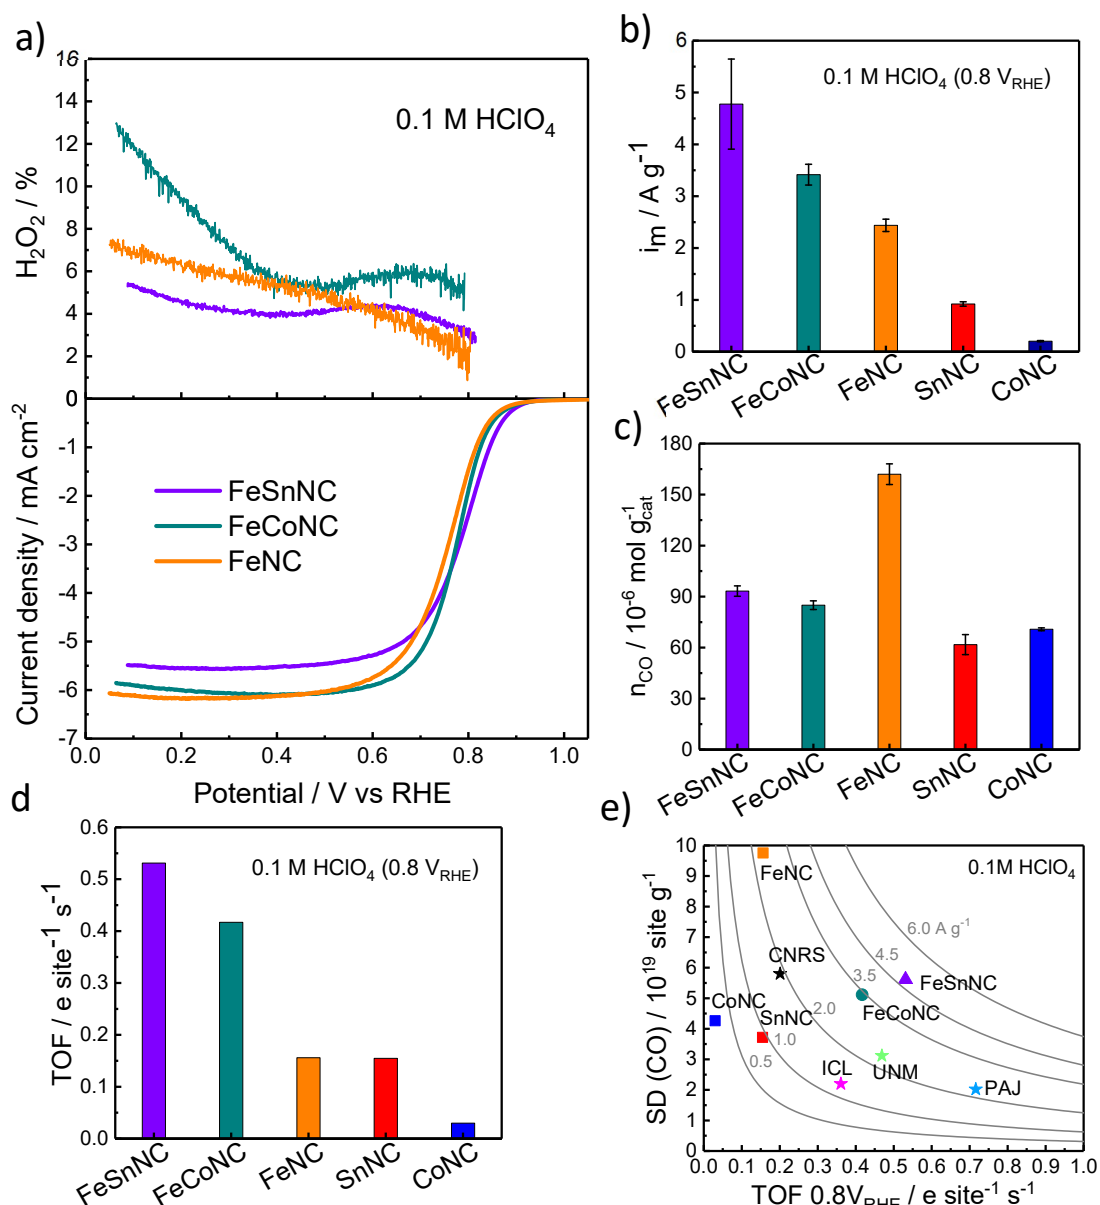 a)
16
14
12
10
8
6
4
2
0
H₂O₂ / %
0.1 M HClO₄
0
-1
-2
-3
-4
-5
-6
-7
Current density / mA cm⁻²
FeSnNC
FeCoNC
FeNC
0.0 0.2 0.4 0.6 0.8 1.0
Potential / V vs RHE
b)
6
5
4
3
2
1
0
iₘ / A g⁻¹
0.1 M HClO₄ (0.8 V_RHE)
FeSnNC FeCoNC FeNC SnNC CoNC
c)
180
150
120
90
60
30
0
n_CO / 10⁻⁶ mol g_cat⁻¹
FeSnNC FeCoNC FeNC SnNC CoNC
d
0.6
0.5
0.4
0.3
0.2
0.1
0.0
TOF / e site⁻¹ s⁻¹
0.1 M HClO₄ (0.8 V_RHE)
FeSnNC FeCoNC FeNC SnNC CoNC
e)
10
9
8
7
6
5
4
3
2
1
0
SD (CO) / 10¹⁹ site g⁻¹
0.1M HClO₄
FeNC
6.0 A g⁻¹
CNRS
4.5
3.5
FeSnNC
CoNC
SnNC
2.0
FeCoNC
1.0
0.5
ICL
UNM
PAJ
0.0 0.1 0.2 0.3 0.4 0.5 0.6 0.7 0.8 0.9 1.0
TOF 0.8V_RHE / e site⁻¹ s⁻¹